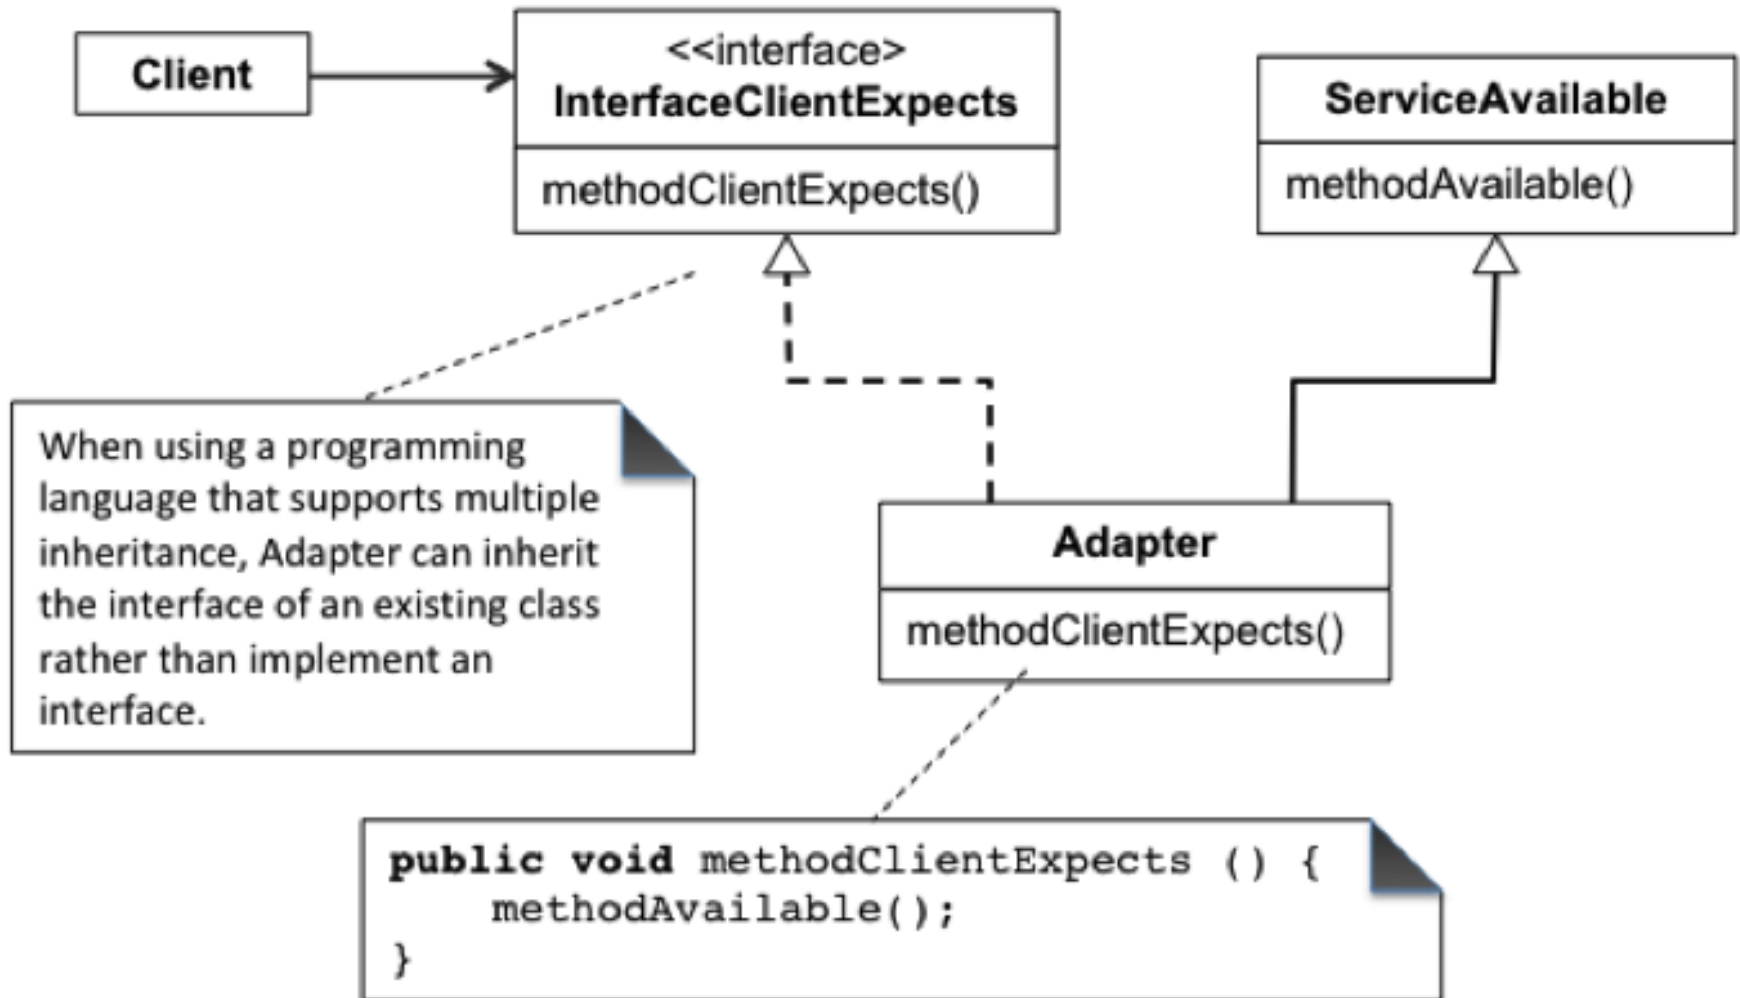 Client
<<interface>
InterfaceClientExpects
methodClientExpects()
ServiceAvailable
methodAvailable()
When using a programming
language that supports multiple
inheritance, Adapter can inherit
the interface of an existing class
rather than implement an
interface.
Adapter
methodClientExpects()
public void methodClientExpects () {
methodAvailable();
}